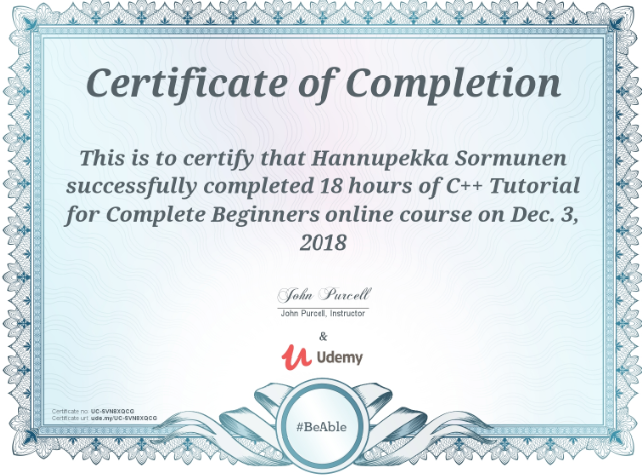 Certificate of Completion
This is to certify that Hannupekka Sormunen
successfully completed 18 hours of C++ Tutorial
for Complete Beginners online course on Dec. 3,
2018
John Purcell
John Purcell, Instructor
&
Udemy
#BeAble
Certificate no: UC-SVN8XQCG
Certificate url: ude.my/UC-SVN8XQCG